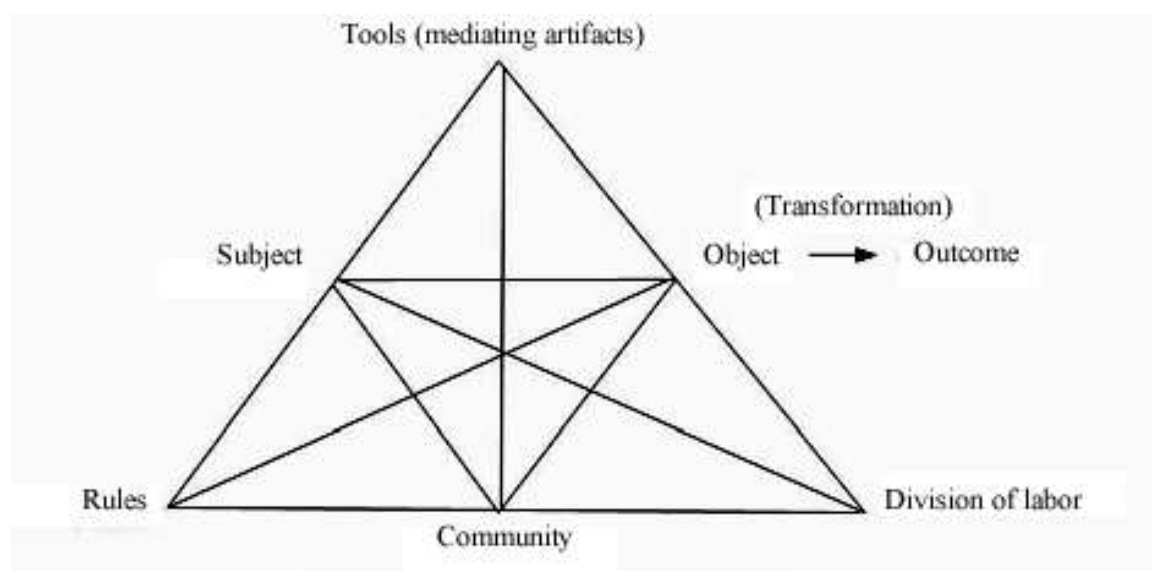 Tools (mediating artifacts)
(Transformation)
Subject
Object
Outcome
Rules
Division of labor
Community